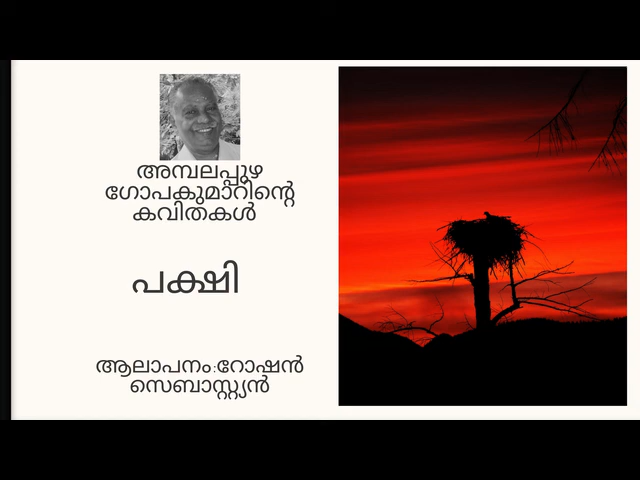 അമ്പലപ്പുഴ
ഗോപകുമാറിന്റെ
കവിതകൾ
പക്ഷി
ആലാപനം:റോഷൻ
സെബാസ്റ്റ്യൻ